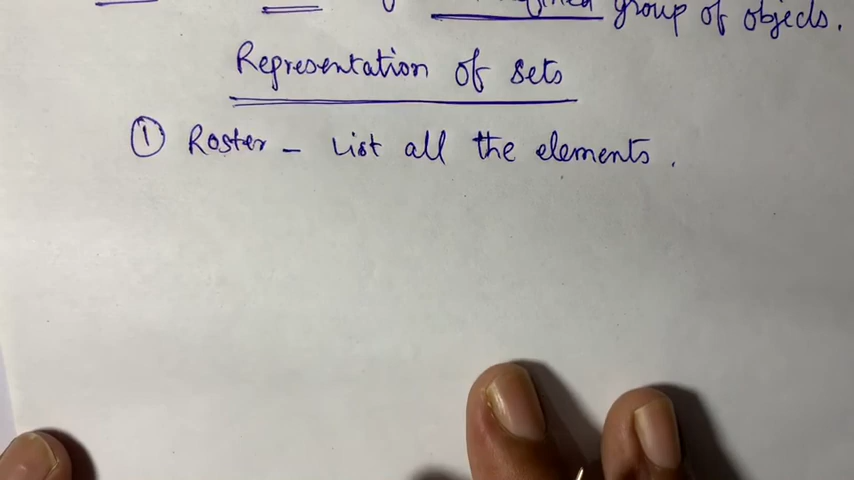 group of objects.
Representation of sets
① Roster - List all the elements.